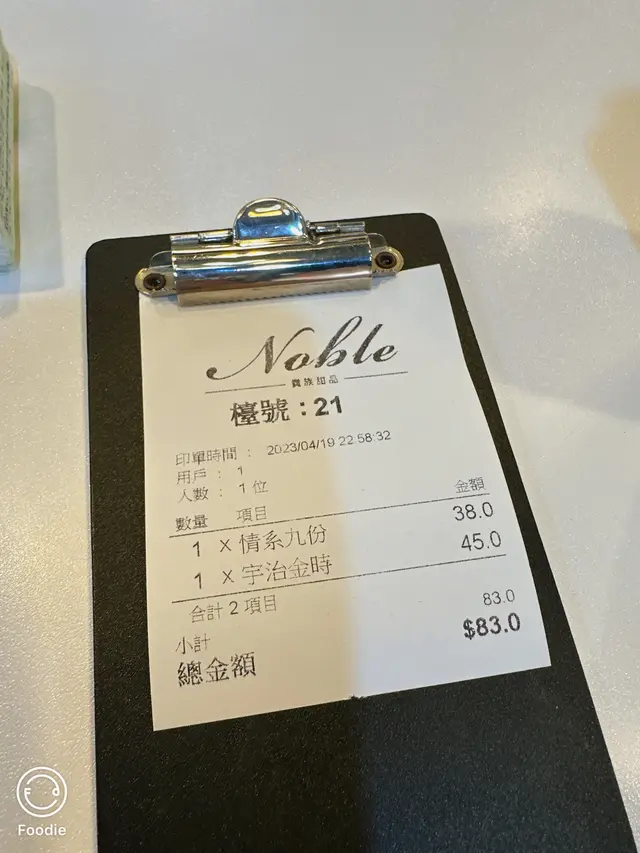 Noble
貴族甜品
檯號：21
印單時間： 2023/04/19 22:58:32
用戶： 1
人數： 1 位
數量 項目 金額
1 x 情系九份 38.0
1 x 宇治金時 45.0
合計 2 項目
小計 83.0
總金額 $83.0
Foodie